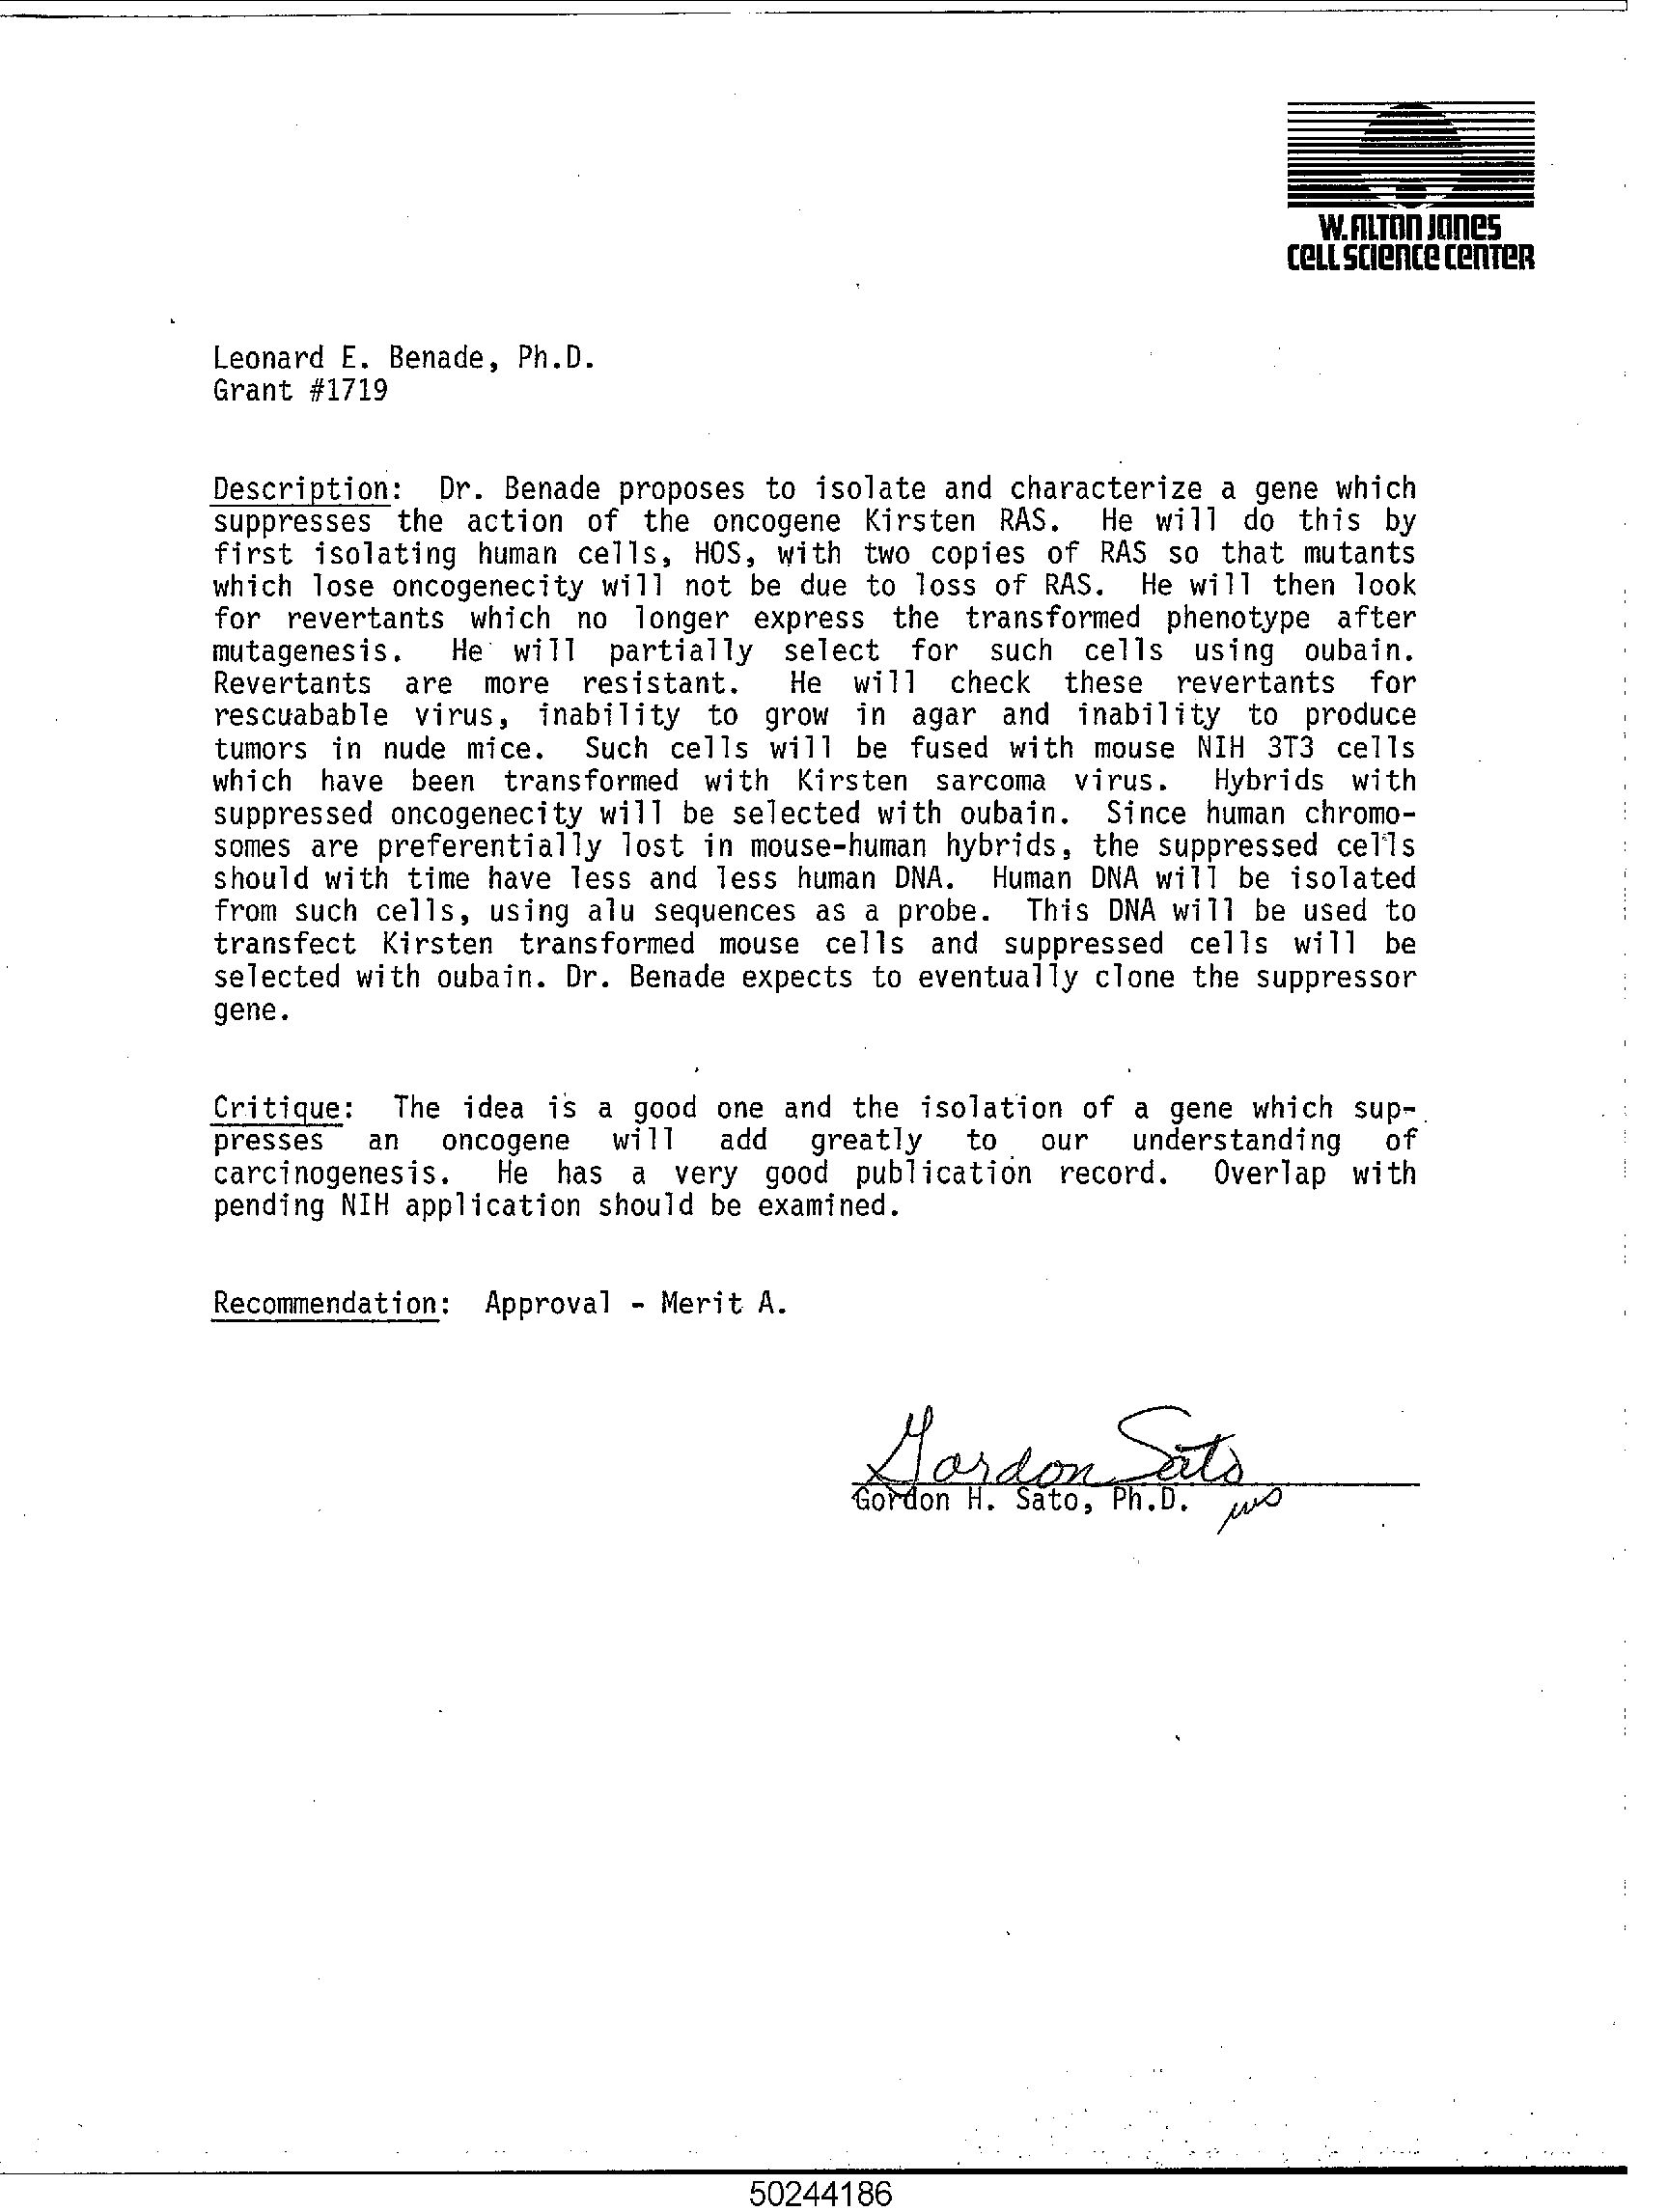 W. ALTON JONES
CELL SCIENCE CENTER
Leonard E. Benade, Ph.D.
Grant #1719
Description: Dr. Benade proposes to isolate and characterize a gene which
suppresses the action of the oncogene Kirsten RAS. He will do this by
first isolating human cells, HOS, with two copies of RAS so that mutants
which lose oncogenecity will not be due to loss of RAS. He will then look
for revertants which no longer express the transformed phenotype after
mutagenesis. He will partially select for such cells using oubain.
Revertants are more resistant. He will check these revertants for
rescuabable virus, inability to grow in agar and inability to produce
tumors in nude mice. Such cells will be fused with mouse NIH 3T3 cells
which have been transformed with Kirsten sarcoma virus. Hybrids with
suppressed oncogenecity will be selected with oubain. Since human chromo-
somes are preferentially lost in mouse-human hybrids, the suppressed cells
should with time have less and less human DNA. Human DNA will be isolated
from such cells, using alu sequences as a probe. This DNA will be used to
transfect Kirsten transformed mouse cells and suppressed cells will be
selected with oubain. Dr. Benade expects to eventually clone the suppressor
gene.
Critique: The idea is a good one and the isolation of a gene which sup-
presses an oncogene will add greatly to our understanding of
carcinogenesis. He has a very good publication record. Overlap with
pending NIH application should be examined.
Recommendation: Approval - Merit A.
Gordon Sato
Gordon H. Sato, Ph.D.
50244186